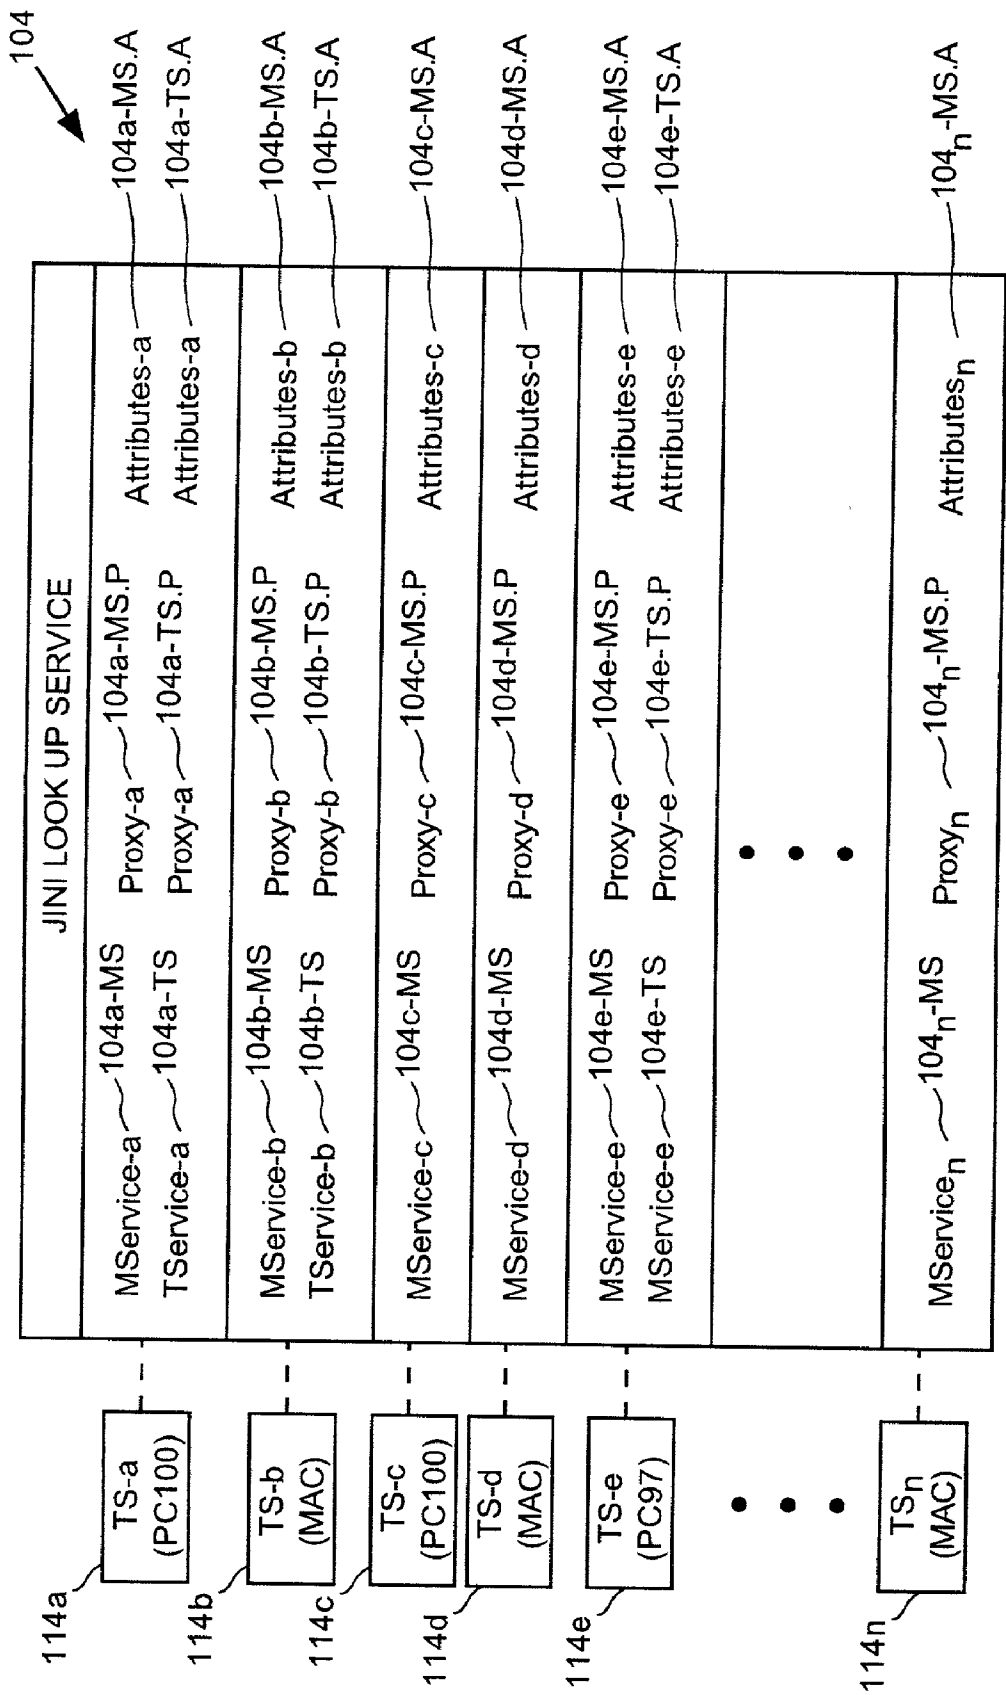 104
JINI LOOK UP SERVICE
114a TS-a (PC100) MService-a 104a-MS Proxy-a 104a-MS.P Attributes-a 104a-MS.A
TService-a 104a-TS Proxy-a 104a-TS.P Attributes-a 104a-TS.A
114b TS-b (MAC) MService-b 104b-MS Proxy-b 104b-MS.P Attributes-b 104b-MS.A
TService-b 104b-TS Proxy-b 104b-TS.P Attributes-b 104b-TS.A
114c TS-c (PC100) MService-c 104c-MS Proxy-c 104c-MS.P Attributes-c 104c-MS.A
114d TS-d (MAC) MService-d 104d-MS Proxy-d 104d-MS.P Attributes-d 104d-MS.A
114e TS-e (PC97) MService-e 104e-MS Proxy-e 104e-MS.P Attributes-e 104e-MS.A
MService-e 104e-TS Proxy-e 104e-TS.P Attributes-e 104e-TS.A
114n TSn (MAC) MServicen 104n-MS Proxyn 104n-MS.P Attributesn 104n-MS.A